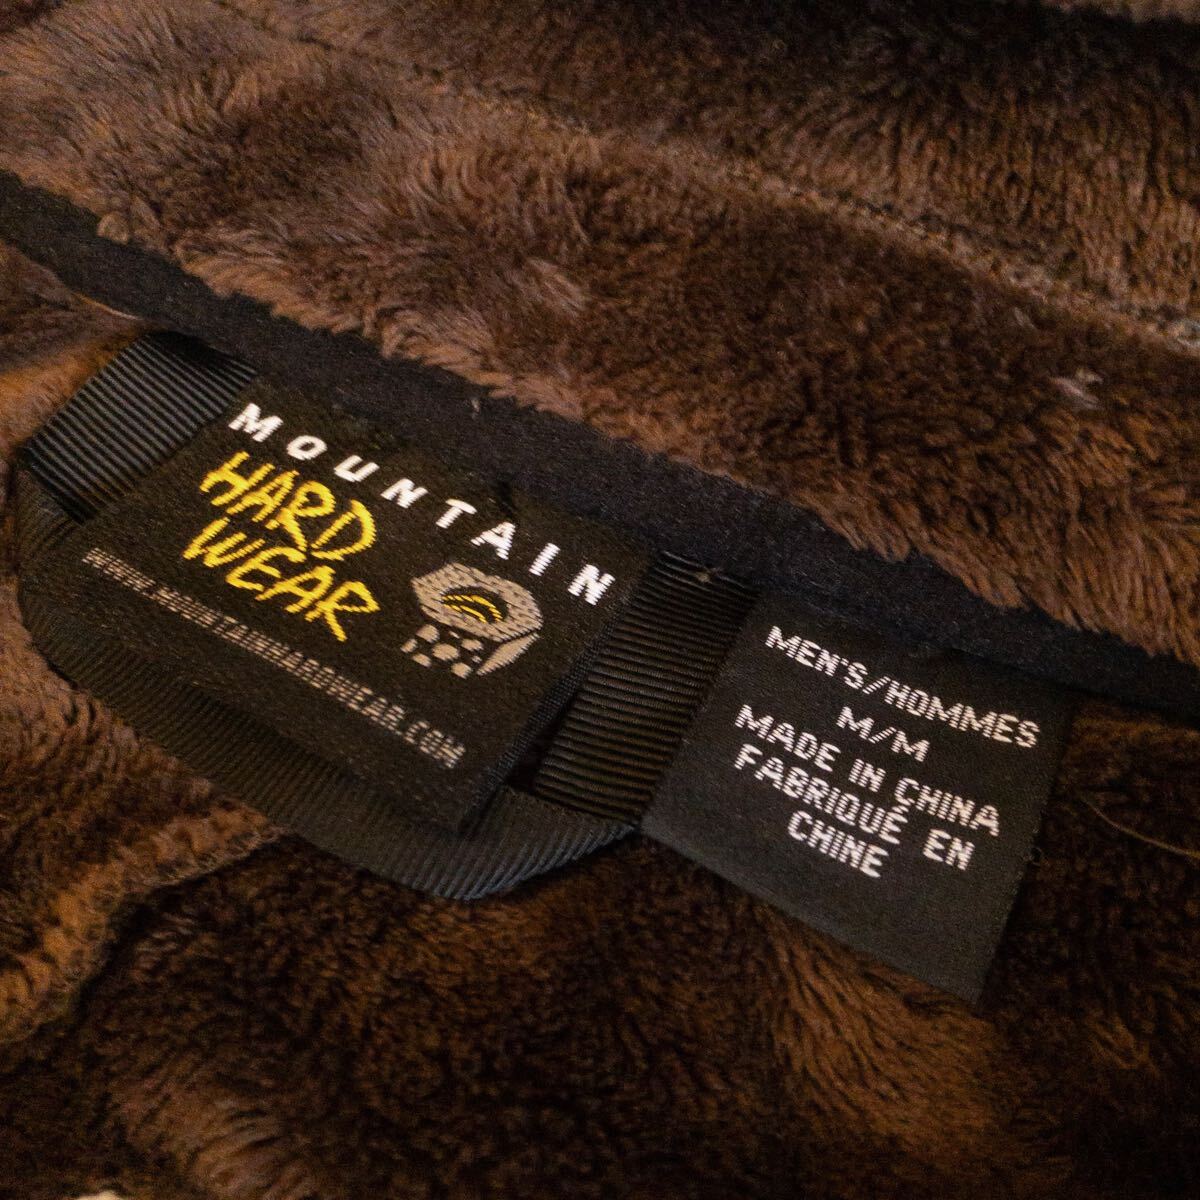 MOUNTAIN
HARD
WEAR
WWW.MOUNTAINHARDWEAR.COM
MEN'S/HOMMES
M/M
MADE IN CHINA
FABRIQUÉ EN
CHINE